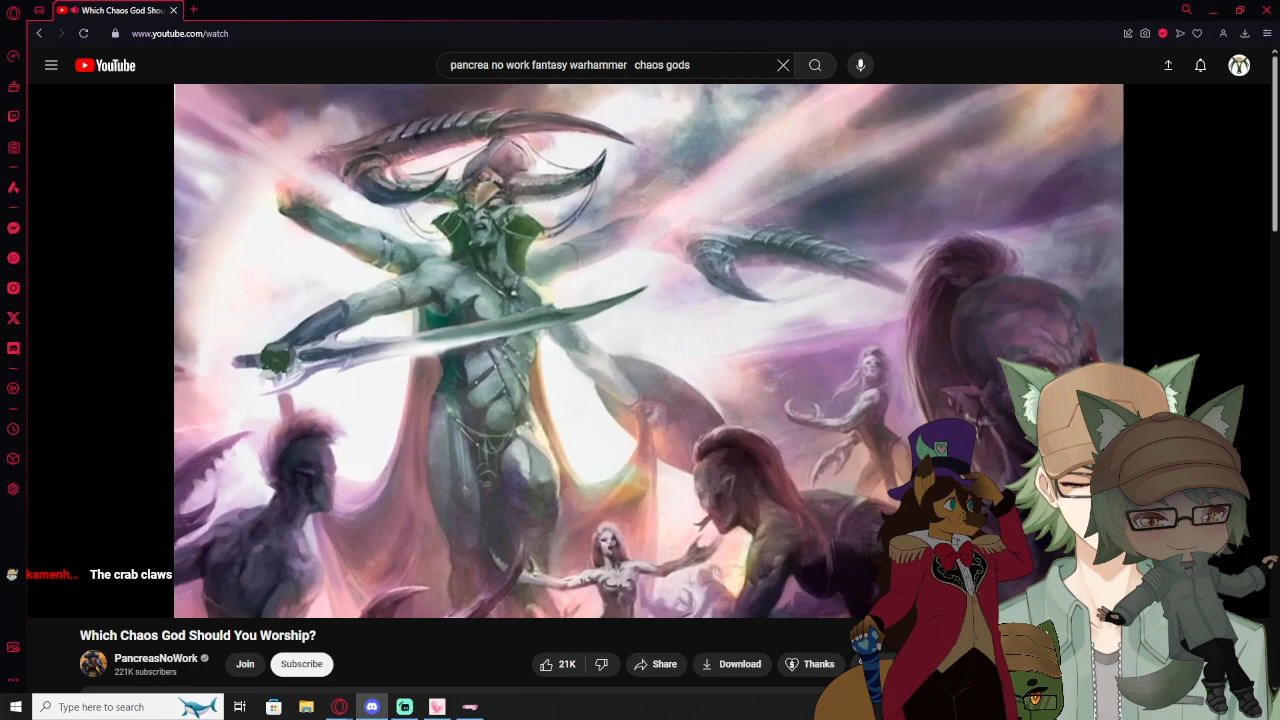 Which Chaos God Shou
www.youtube.com/watch
YouTube
pancrea no work fantasy warhammer chaos gods
kamenh... The crab claws
Which Chaos God Should You Worship?
PancreasNoWork
221K subscribers
Join
Subscribe
21K
Share
Download
Thanks
Type here to search